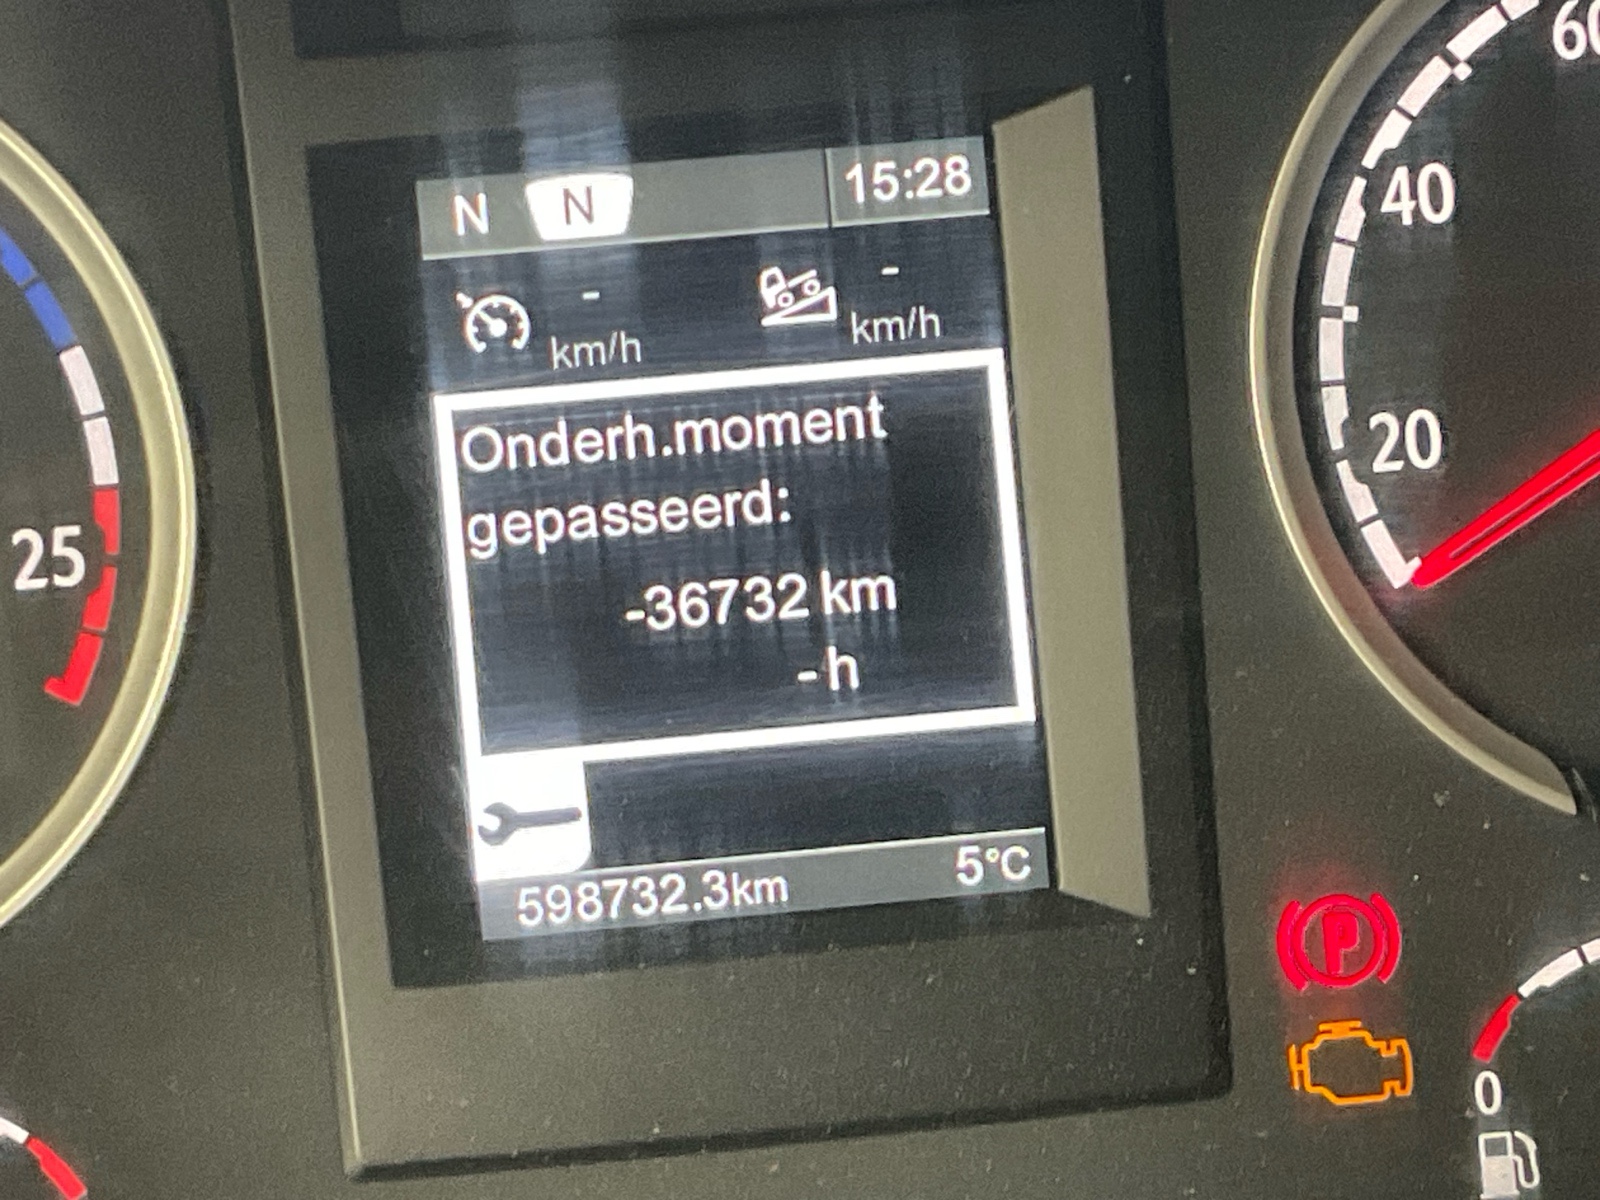 N N 15:28
- -
km/h km/h
Onderh.moment
gepasseerd:
-36732 km
- h
598732.3km 5°C
25
60
40
20
P
0